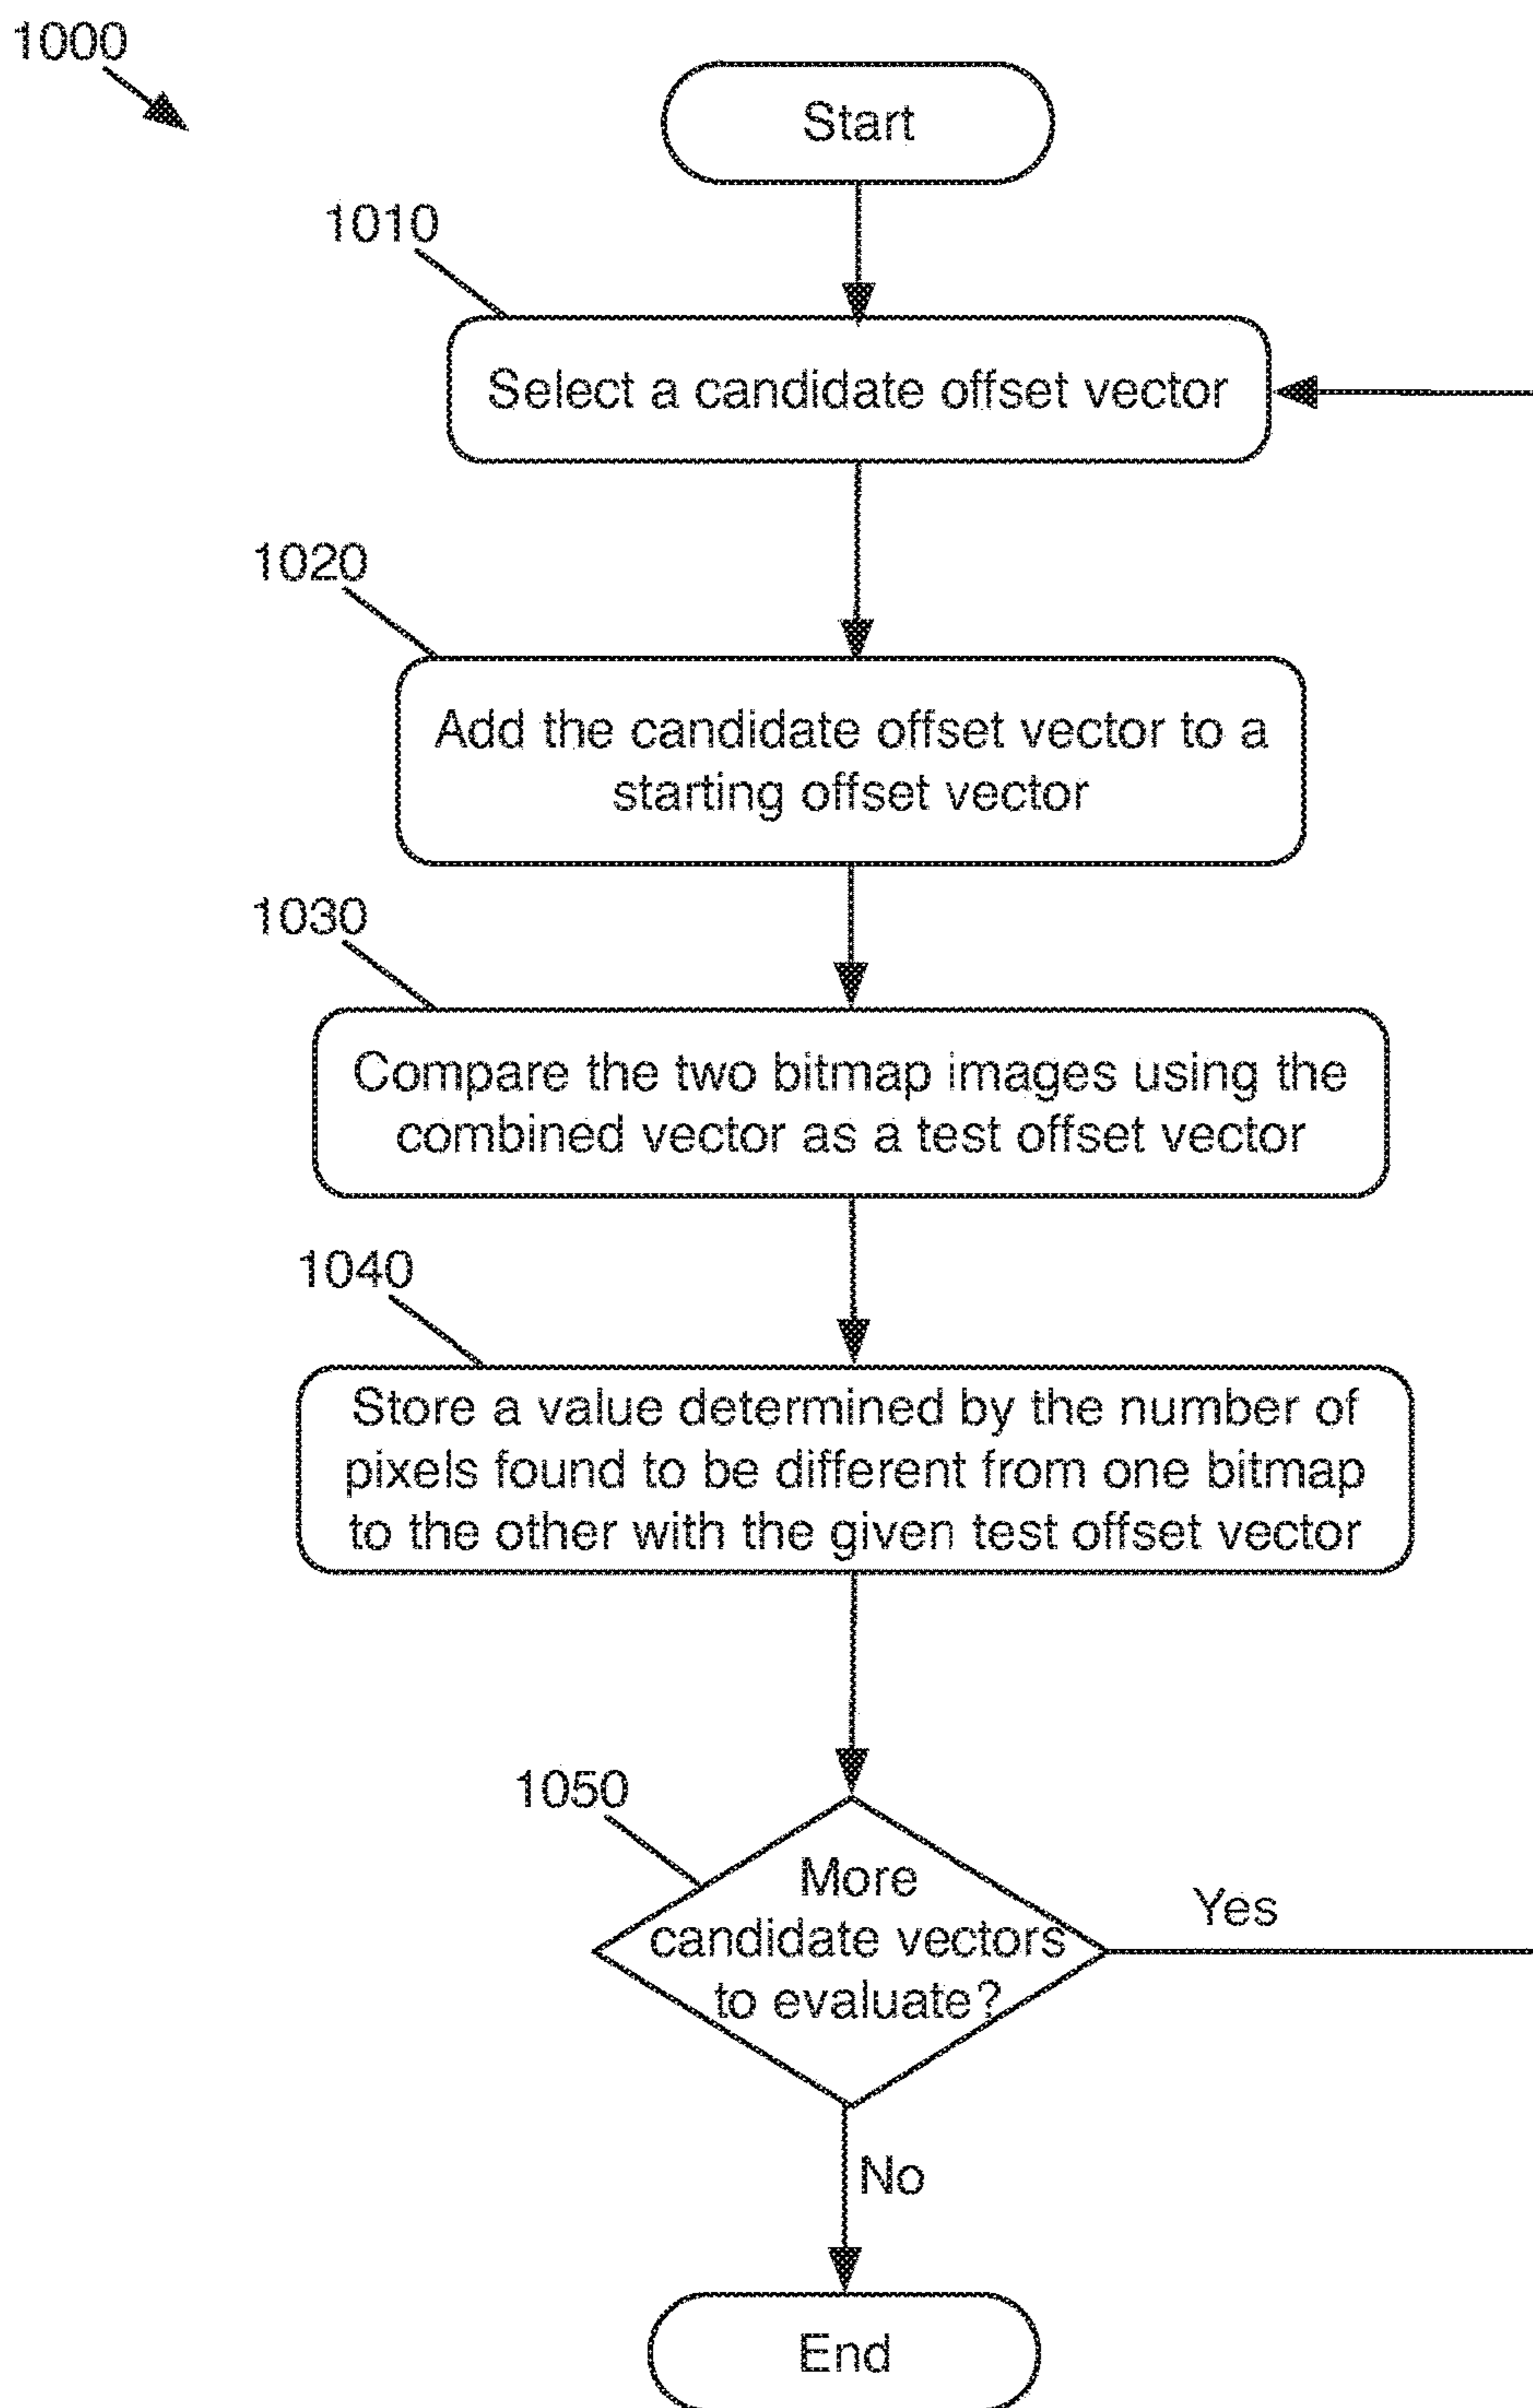 1000
Start
1010
Select a candidate offset vector
1020
Add the candidate offset vector to a
starting offset vector
1030
Compare the two bitmap images using the
combined vector as a test offset vector
1040
Store a value determined by the number of
pixels found to be different from one bitmap
to the other with the given test offset vector
1050
More
candidate vectors
to evaluate?
Yes
No
End